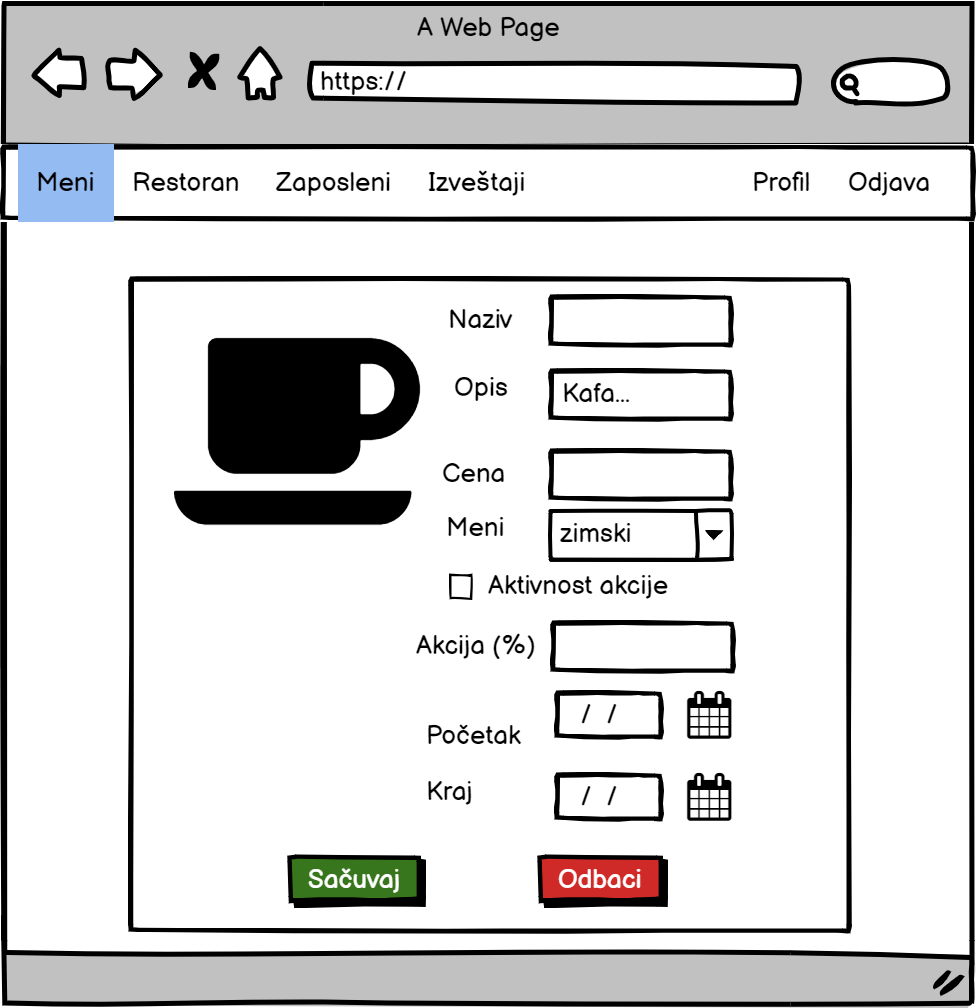 A Web Page
https://
Meni Restoran Zaposleni Izveštaji Profil Odjava
Naziv
Opis Kafa...
Cena
Meni zimski
Aktivnost akcije
Akcija (%)
/ /
Početak
Kraj / /
Sačuvaj Odbaci